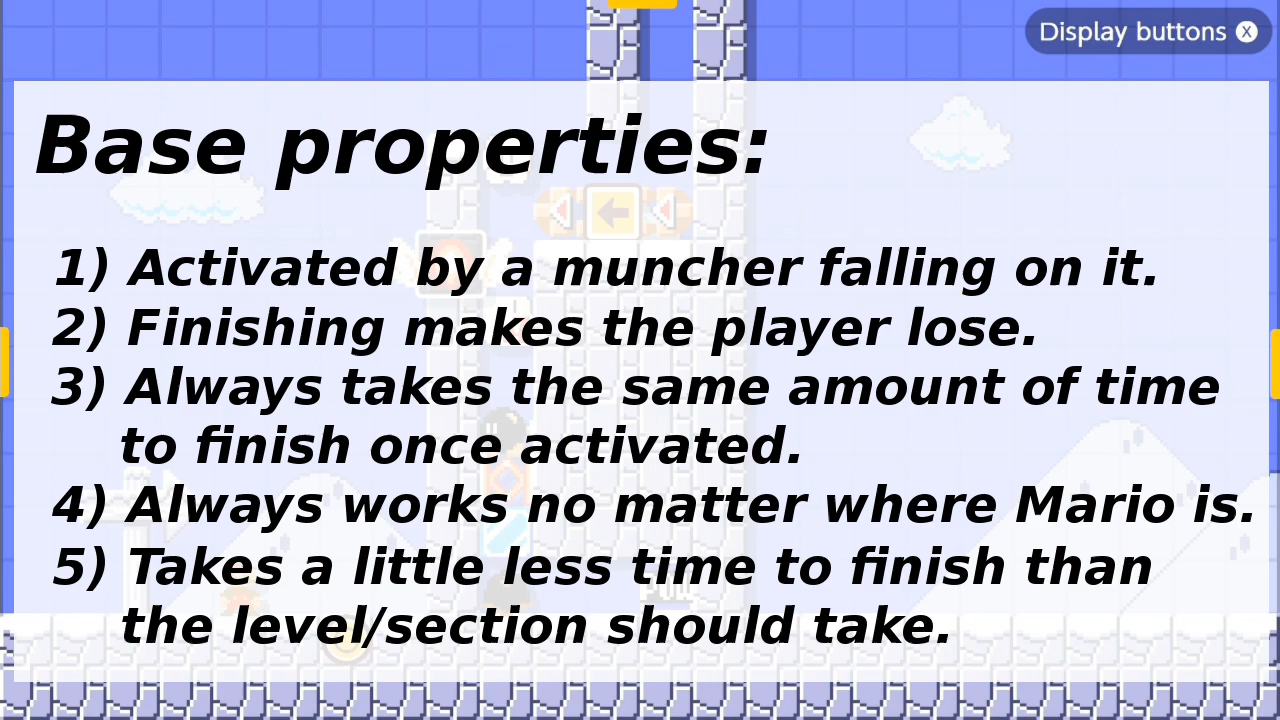 Display buttons X
Base properties:
1) Activated by a muncher falling on it.
2) Finishing makes the player lose.
3) Always takes the same amount of time
to finish once activated.
4) Always works no matter where Mario is.
5) Takes a little less time to finish than
the level/section should take.